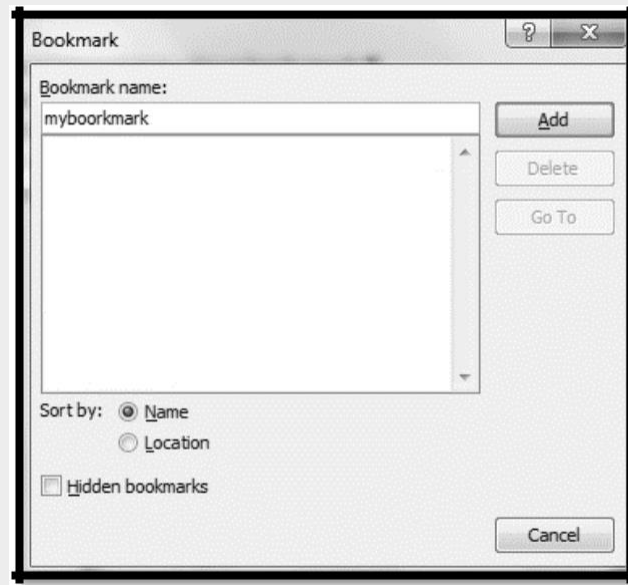 Bookmark
Bookmark name:
myboorkmark
Add
Delete
Go To
Sort by: Name
Location
Hidden bookmarks
Cancel